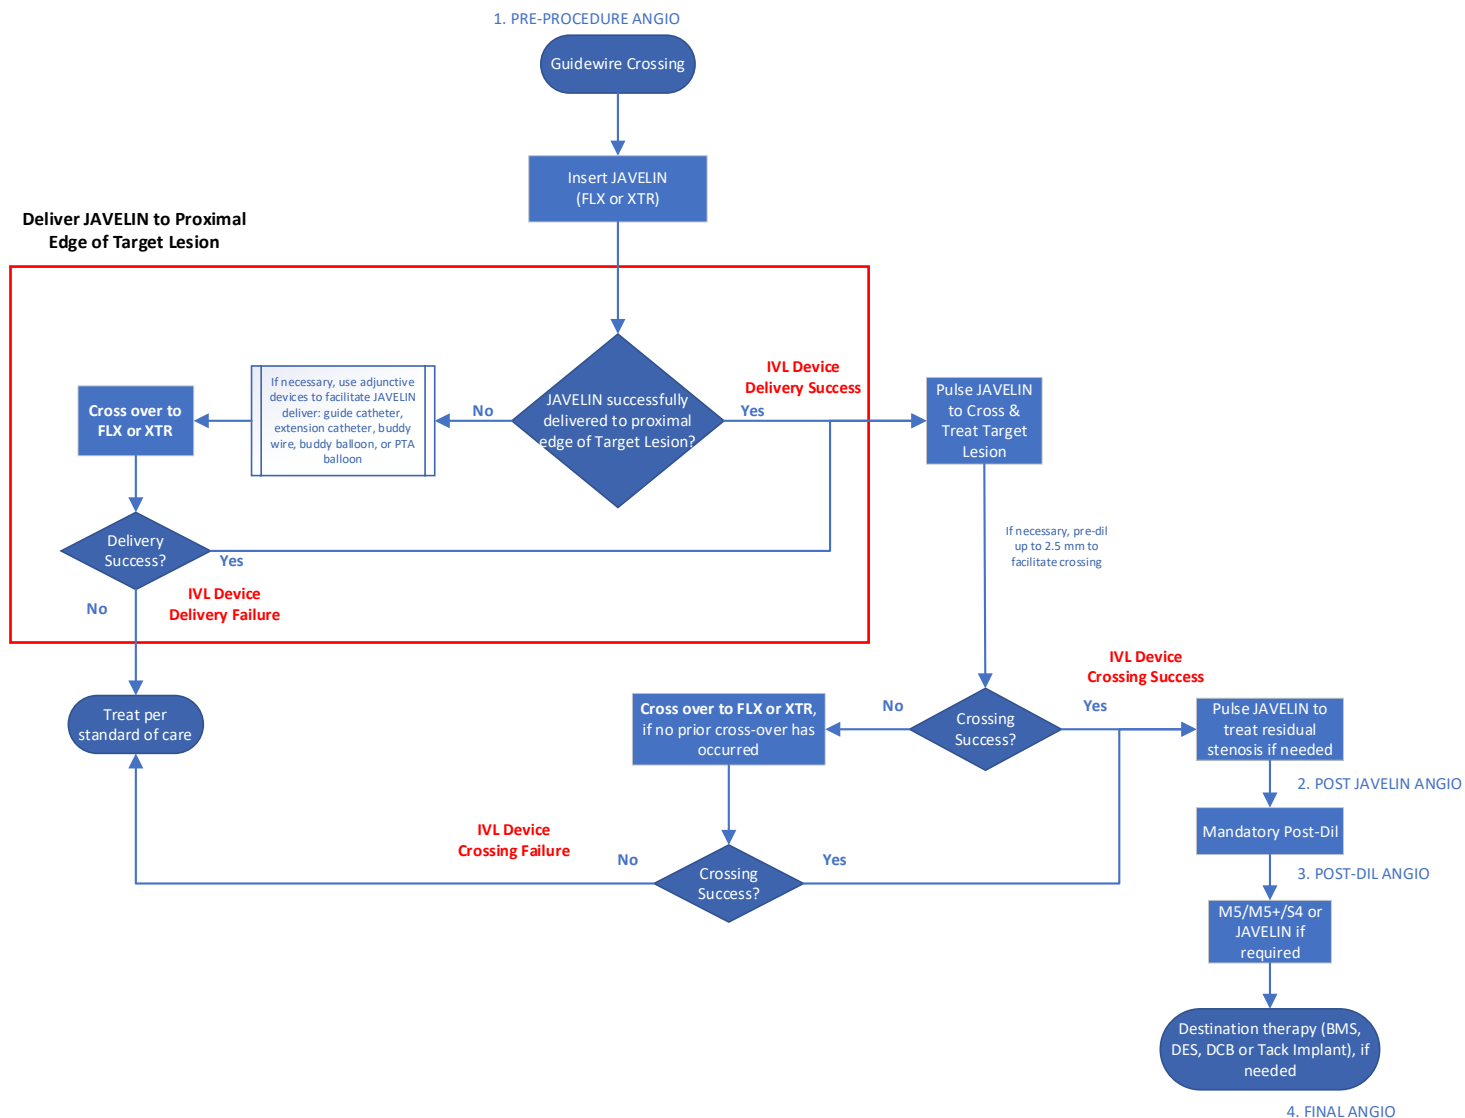 1. PRE-PROCEDURE ANGIO
Guidewire Crossing
Insert JAVELIN
(FLX or XTR)
Deliver JAVELIN to Proximal
Edge of Target Lesion
JAVELIN successfully
delivered to proximal
edge of Target Lesion?
No
Yes
IVL Device
Delivery Success
If necessary, use adjunctive
devices to facilitate JAVELIN
deliver: guide catheter,
extension catheter, buddy
wire, buddy balloon, or PTA
balloon
Cross over to
FLX or XTR
Delivery
Success?
Yes
No
IVL Device
Delivery Failure
Treat per
standard of care
Pulse JAVELIN
to Cross &
Treat Target
Lesion
If necessary, pre-dil
up to 2.5 mm to
facilitate crossing
Crossing
Success?
No
Yes
IVL Device
Crossing Success
Cross over to FLX or XTR,
if no prior cross-over has
occurred
Crossing
Success?
No
Yes
IVL Device
Crossing Failure
Pulse JAVELIN to
treat residual
stenosis if needed
2. POST JAVELIN ANGIO
Mandatory Post-Dil
3. POST-DIL ANGIO
M5/M5+/S4 or
JAVELIN if
required
Destination therapy (BMS,
DES, DCB or Tack Implant), if
needed
4. FINAL ANGIO